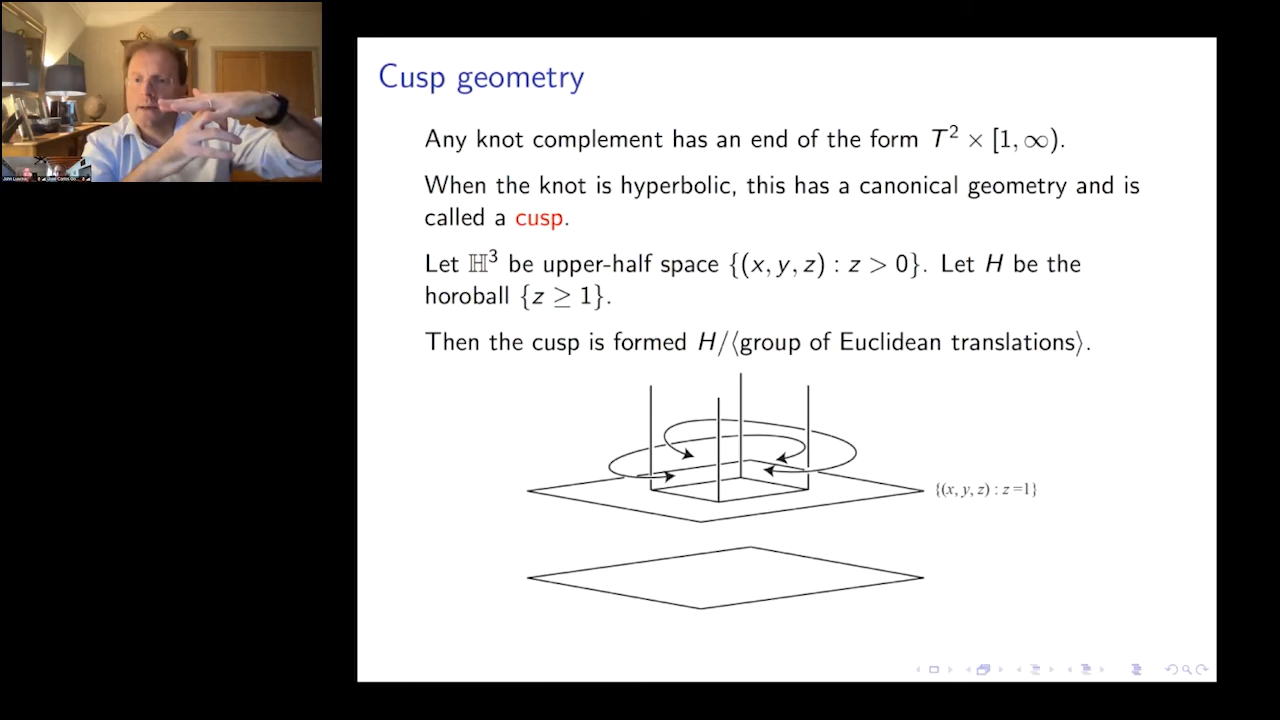 Cusp geometry
Any knot complement has an end of the form T² × [1, ∞).
When the knot is hyperbolic, this has a canonical geometry and is
called a cusp.
Let ℍ³ be upper-half space {(x, y, z) : z > 0}. Let H be the
horoball {z ≥ 1}.
Then the cusp is formed H/⟨group of Euclidean translations⟩.
{(x, y, z) : z =1}